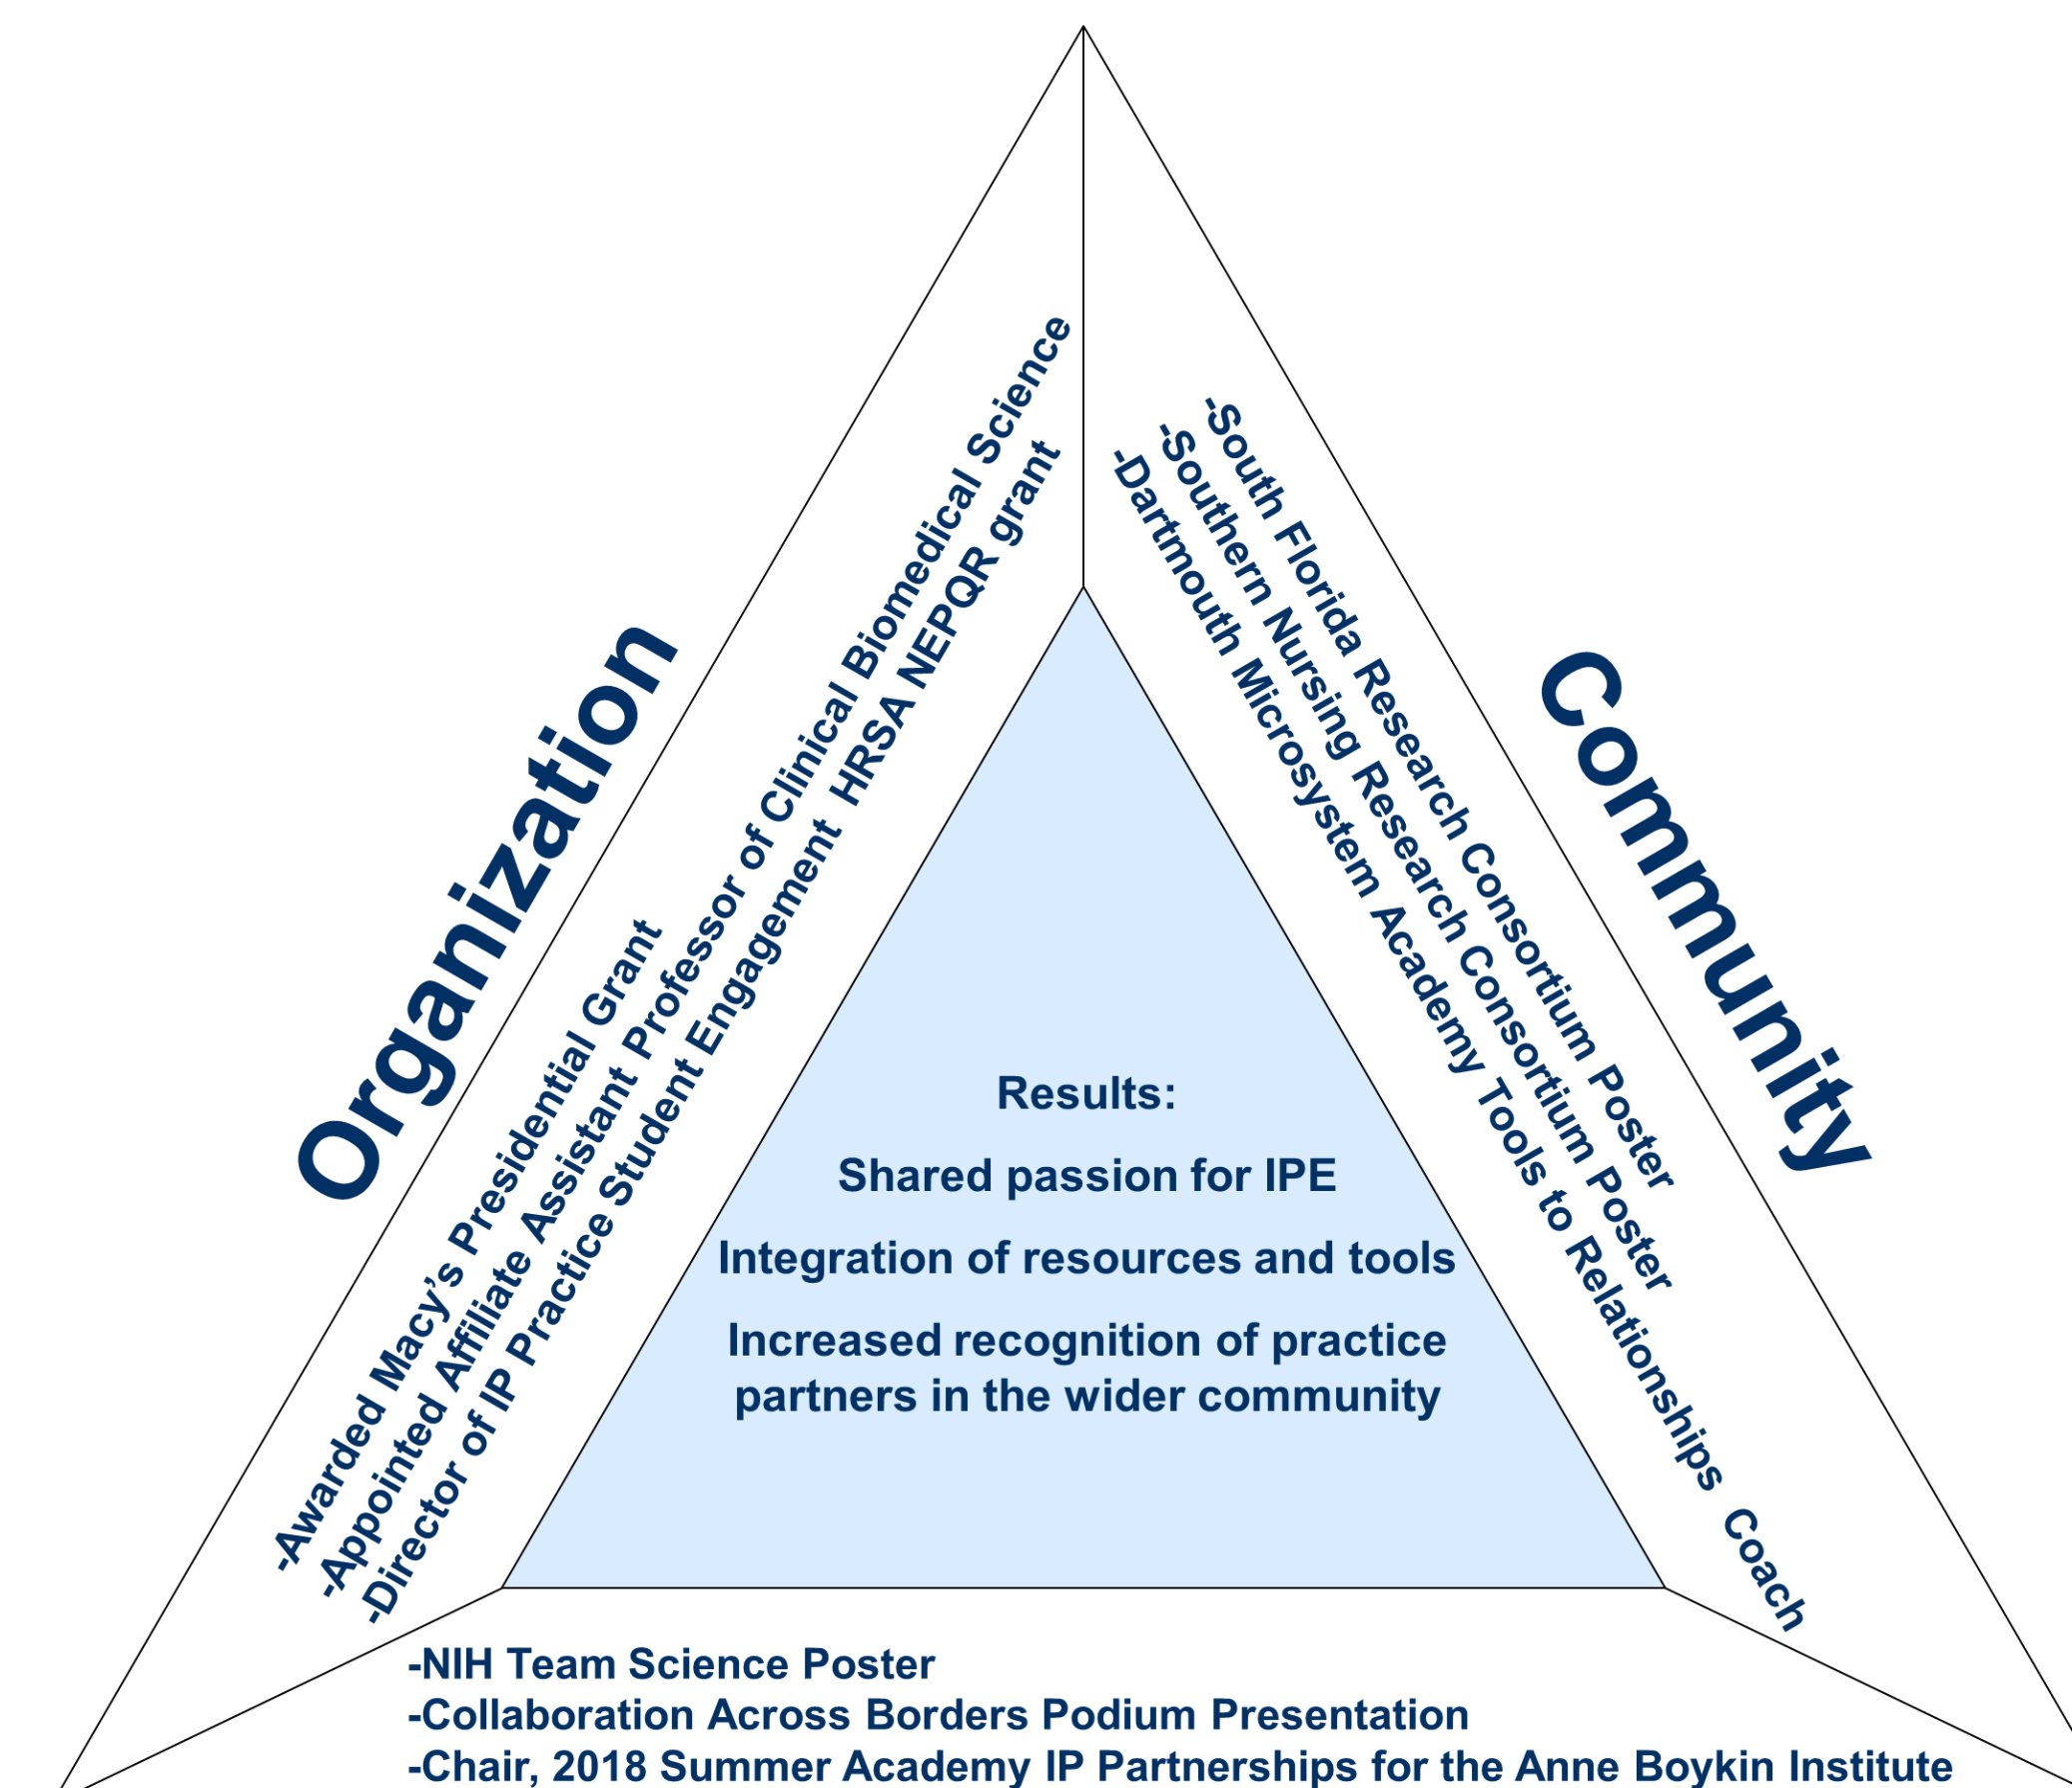 Organization
-Awarded Macy’s Presidential Grant
-Appointed Affiliate Assistant Professor of Clinical Biomedical Science
-Director of IP Practice Student Engagement HRSA NEPQR grant
Community
-South Florida Research Consortium Poster
-Southern Nursing Research Consortium Poster
-Dartmouth Microsystem Academy Tools to Relationships Coach
Results:
Shared passion for IPE
Integration of resources and tools
Increased recognition of practice
partners in the wider community
-NIH Team Science Poster
-Collaboration Across Borders Podium Presentation
-Chair, 2018 Summer Academy IP Partnerships for the Anne Boykin Institute